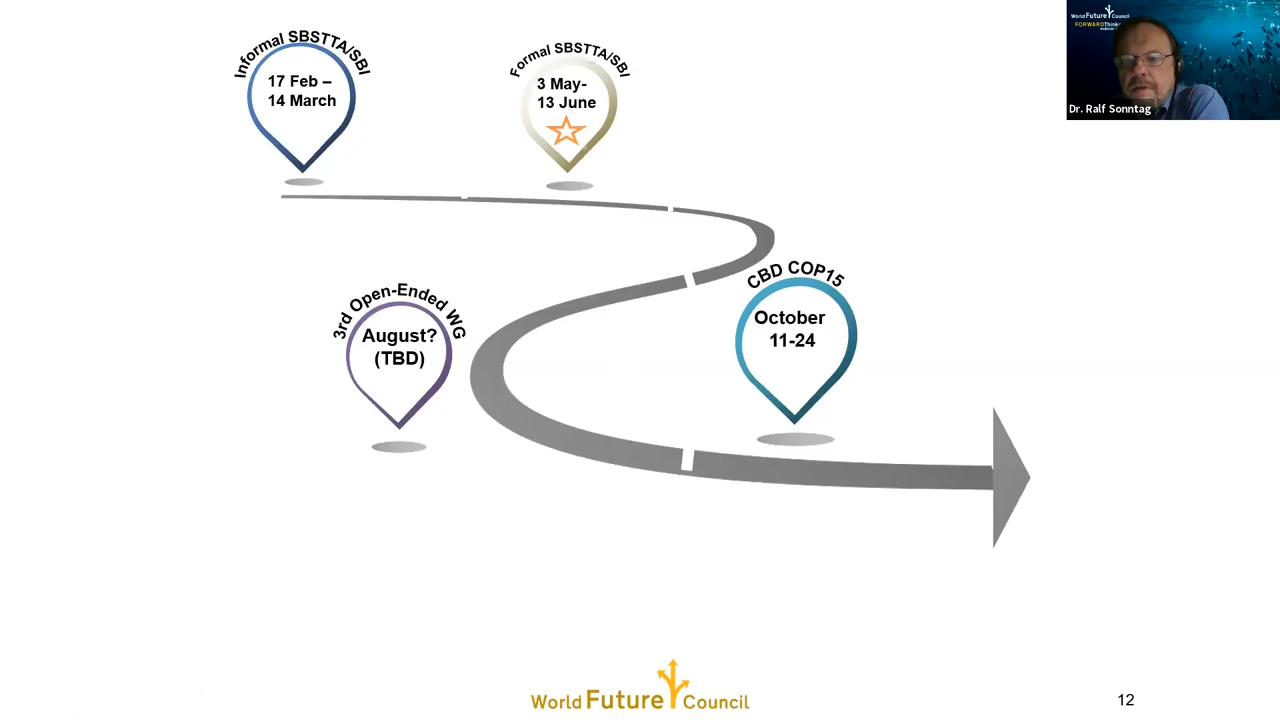 Informal SBSTTA/SBI
17 Feb –
14 March
Formal SBSTTA/SBI
3 May-
13 June
World Future Council
FORWARDThink
webinar
Dr. Ralf Sonntag
3rd Open-Ended WG
August?
(TBD)
CBD COP15
October
11-24
World Future Council
12